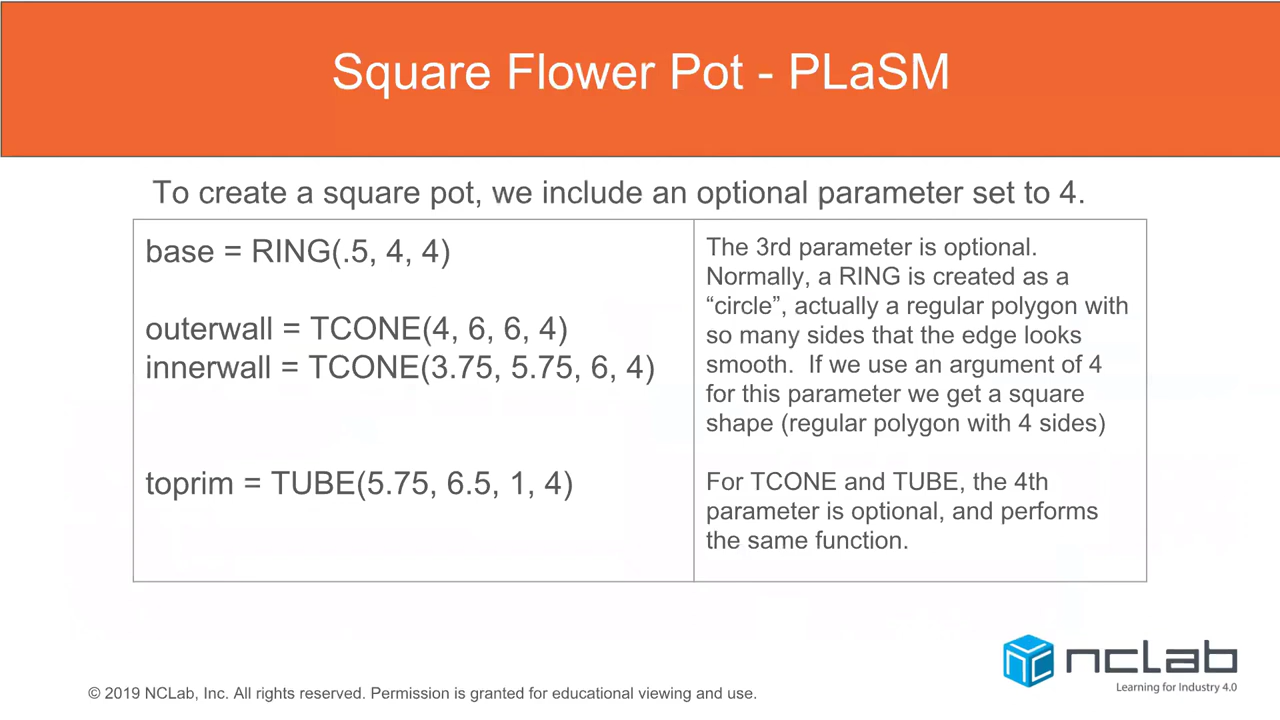 Square Flower Pot - PLaSM
To create a square pot, we include an optional parameter set to 4.
base = RING(.5, 4, 4)
outerwall = TCONE(4, 6, 6, 4)
innerwall = TCONE(3.75, 5.75, 6, 4)
toprim = TUBE(5.75, 6.5, 1, 4)
The 3rd parameter is optional.
Normally, a RING is created as a
“circle”, actually a regular polygon with
so many sides that the edge looks
smooth.  If we use an argument of 4
for this parameter we get a square
shape (regular polygon with 4 sides)
For TCONE and TUBE, the 4th
parameter is optional, and performs
the same function.
nclab
Learning for Industry 4.0
© 2019 NCLab, Inc. All rights reserved. Permission is granted for educational viewing and use.